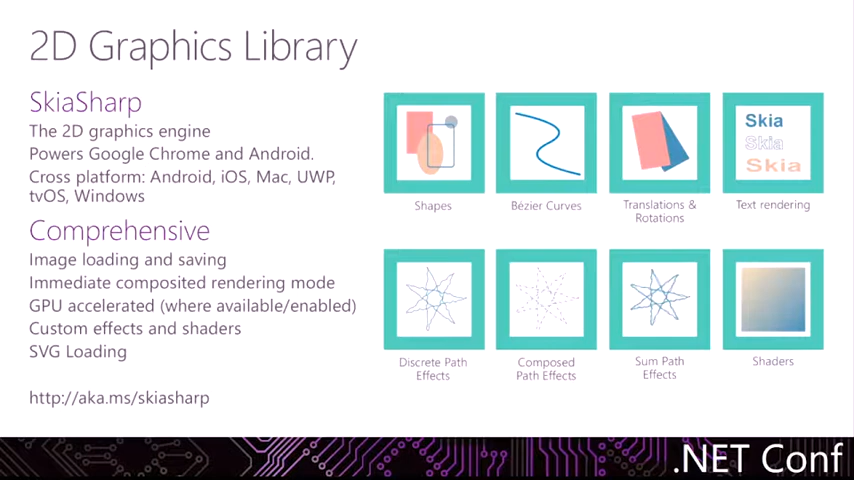 2D Graphics Library
SkiaSharp
The 2D graphics engine
Powers Google Chrome and Android.
Cross platform: Android, iOS, Mac, UWP,
tvOS, Windows
Comprehensive
Image loading and saving
Immediate composited rendering mode
GPU accelerated (where available/enabled)
Custom effects and shaders
SVG Loading
http://aka.ms/skiasharp
Skia
Skia
Skia
Shapes
Bézier Curves
Translations &
Rotations
Text rendering
Discrete Path
Effects
Composed
Path Effects
Sum Path
Effects
Shaders
.NET Conf